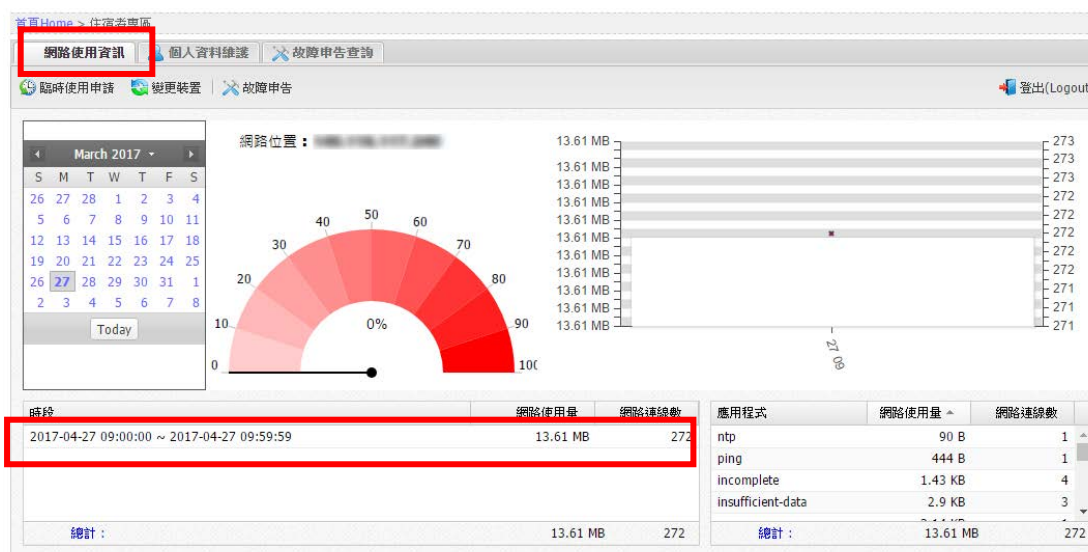 首頁Home > 住宿者專區
網路使用資訊 個人資料維護 故障申告查詢
臨時使用申請 變更裝置 故障申告 登出(Logout
March 2017
S M T W T F S
26 27 28 1 2 3 4
5 6 7 8 9 10 11
12 13 14 15 16 17 18
19 20 21 22 23 24 25
26 27 28 29 30 31 1
2 3 4 5 6 7 8
Today
網路位置：
0 10 20 30 40 50 60 70 80 90 100
0%
13.61 MB 273
13.61 MB 273
13.61 MB 273
13.61 MB 272
13.61 MB 272
13.61 MB 272
13.61 MB 272
13.61 MB 272
13.61 MB 271
13.61 MB 271
13.61 MB 271
27 09
時段 網路使用量 網路連線數
2017-04-27 09:00:00 ~ 2017-04-27 09:59:59 13.61 MB 272
總計： 13.61 MB 272
應用程式 網路使用量 網路連線數
ntp 90 B 1
ping 444 B 1
incomplete 1.43 KB 4
insufficient-data 2.9 KB 3
總計： 13.61 MB 272